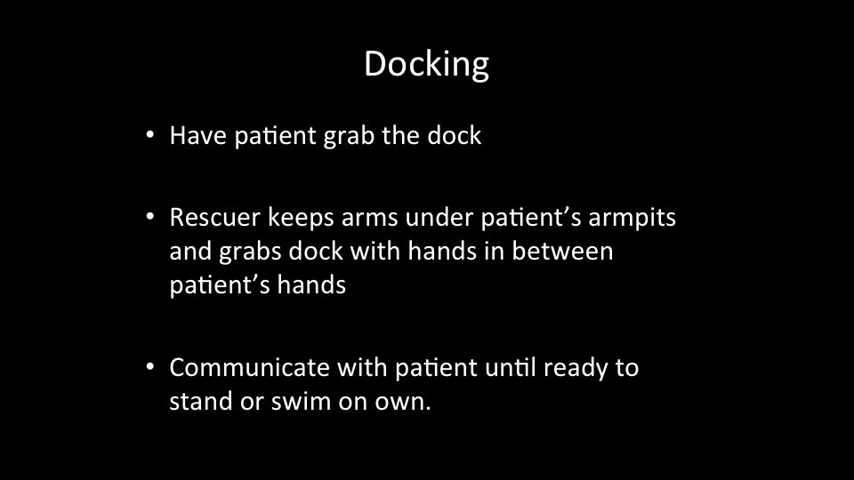 Docking
• Have patient grab the dock
• Rescuer keeps arms under patient’s armpits
and grabs dock with hands in between
patient’s hands
• Communicate with patient until ready to
stand or swim on own.